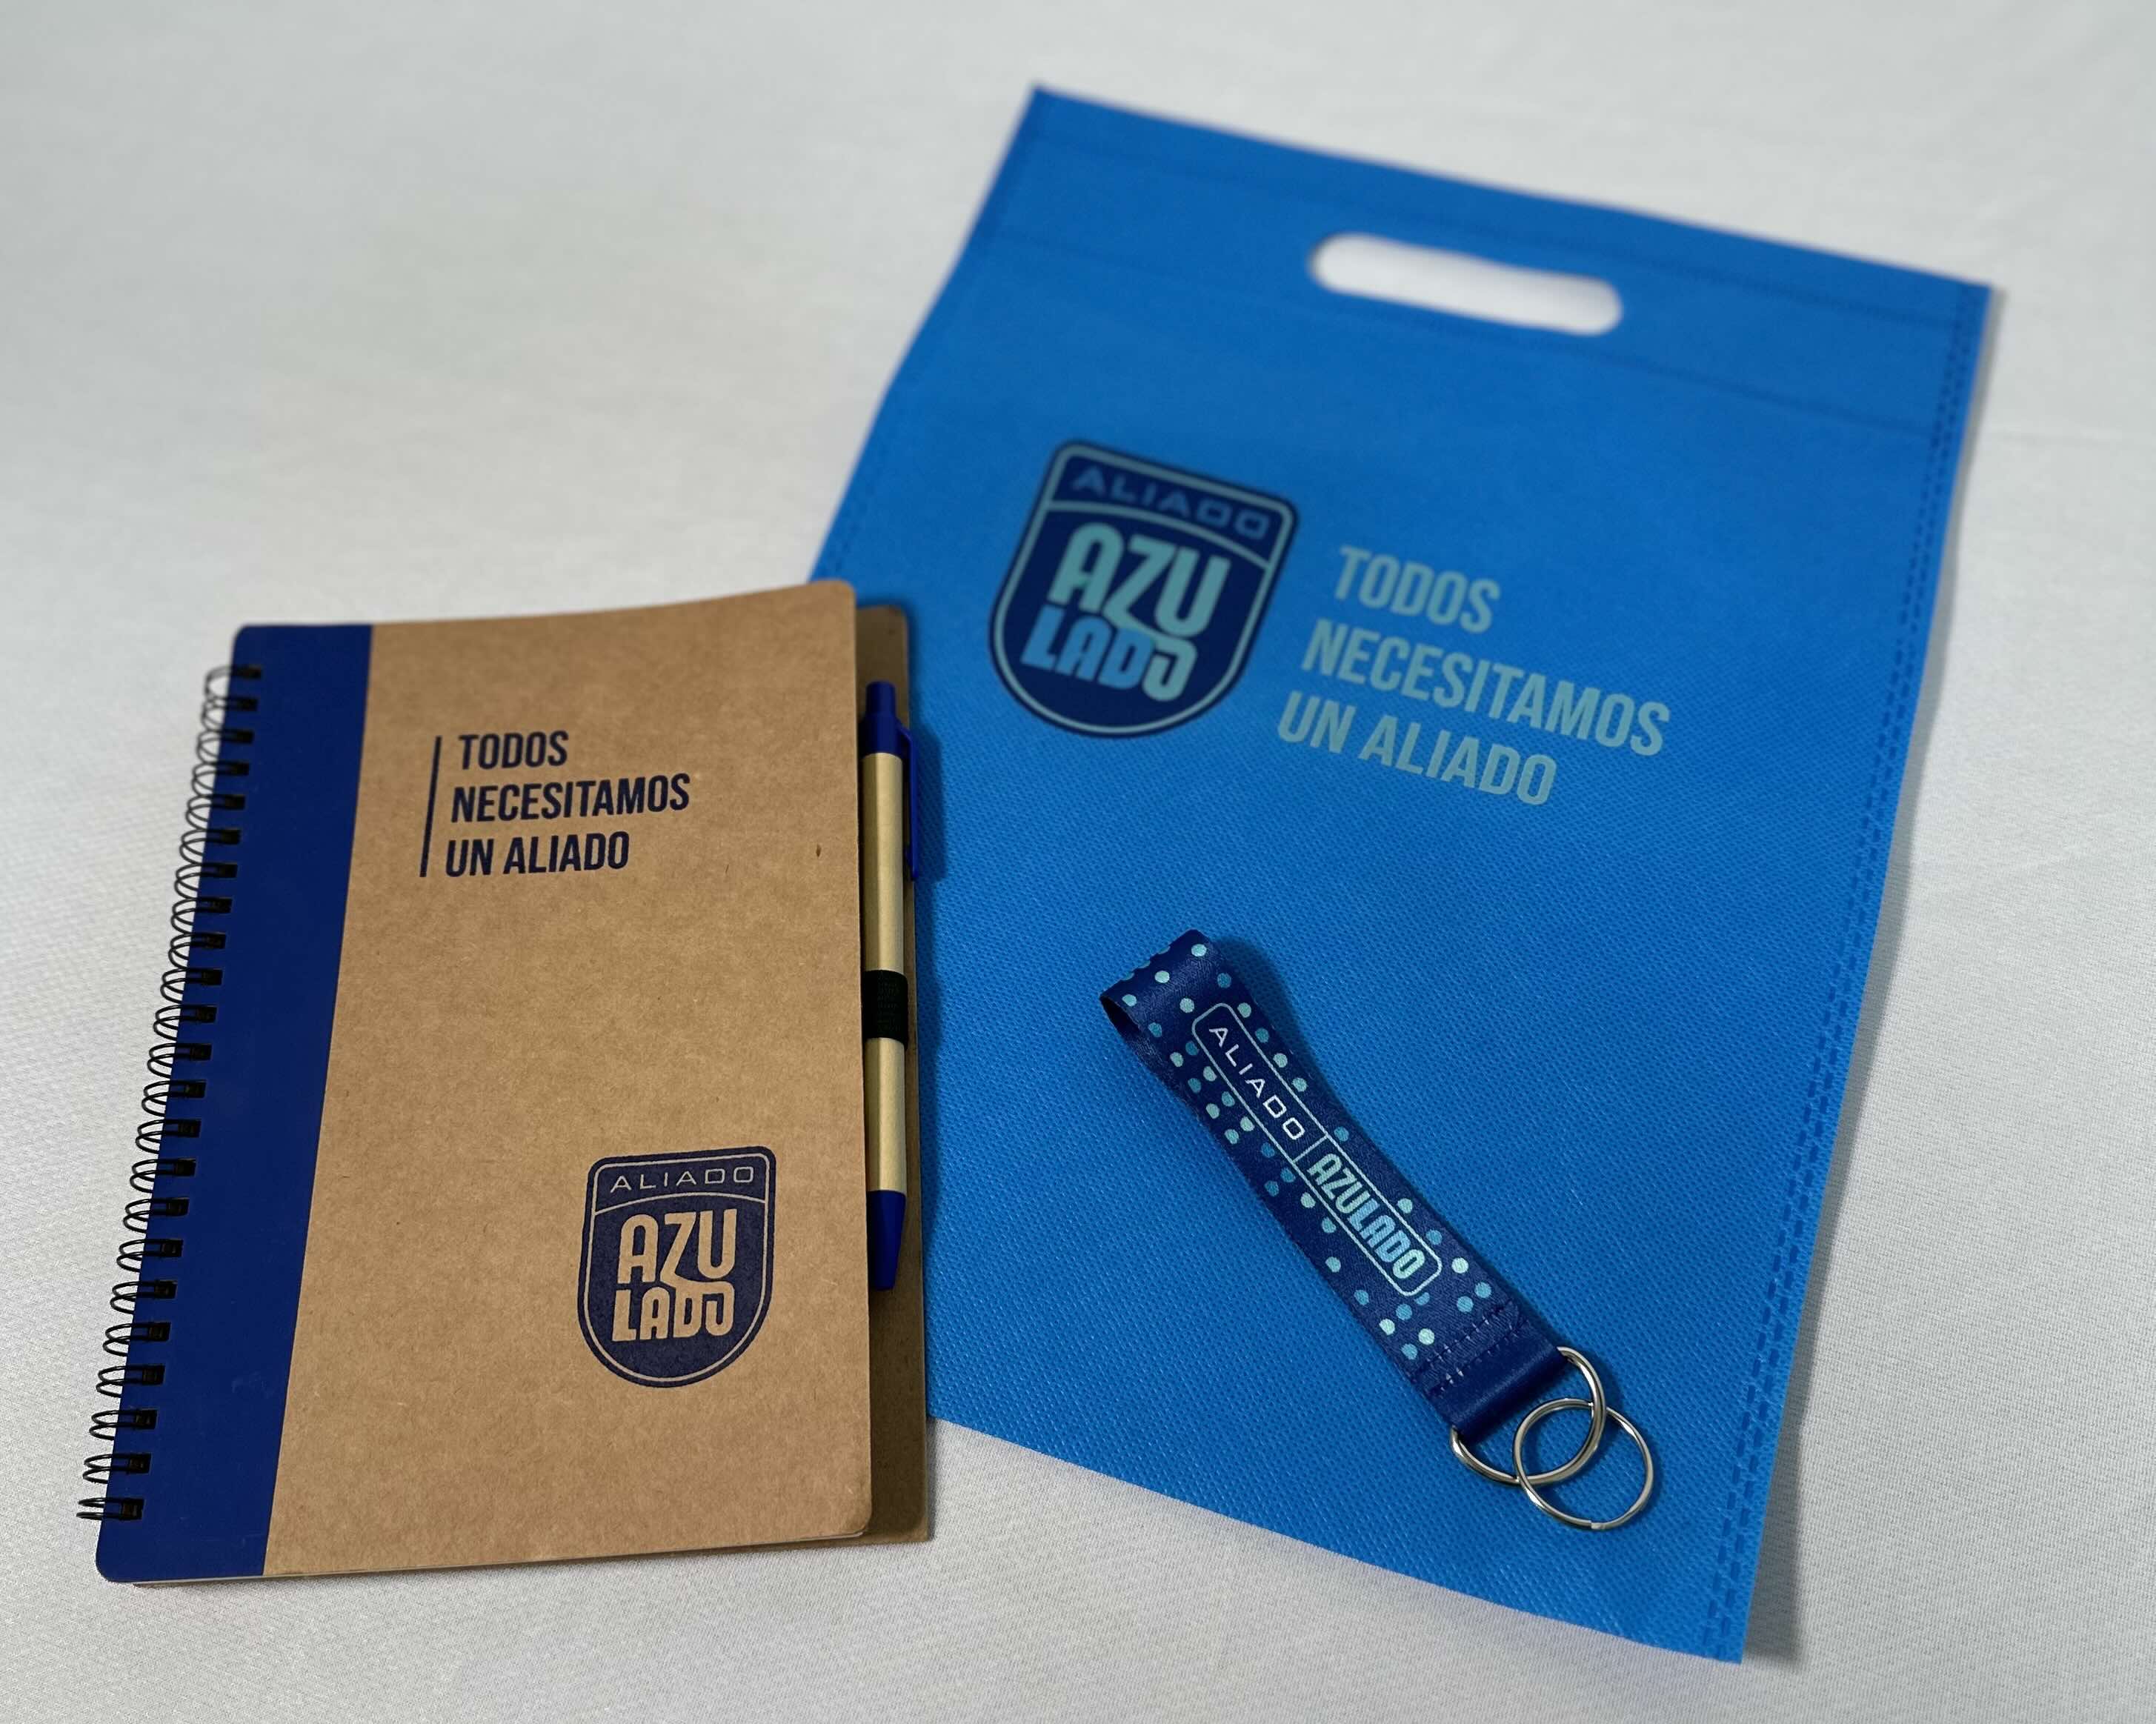 TODOS
NECESITAMOS
UN ALIADO
ALIADO
AZU
LADO
ALIADO
AZU
LADO
TODOS
NECESITAMOS
UN ALIADO
ALIADO AZULADO